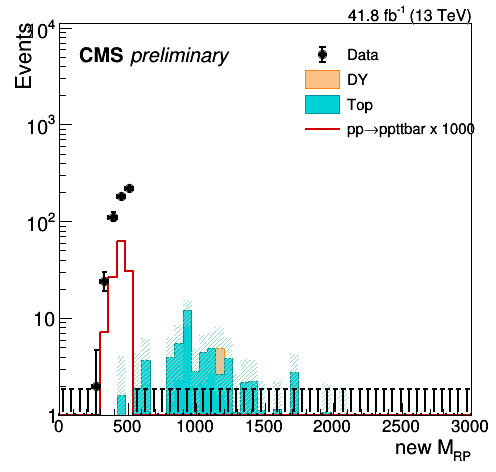 41.8 fb⁻¹ (13 TeV)
Events
CMS preliminary
Data
DY
Top
pp→ppttbar x 1000
10⁴
10³
10²
10
1
0 500 1000 1500 2000 2500 3000
new M_RP